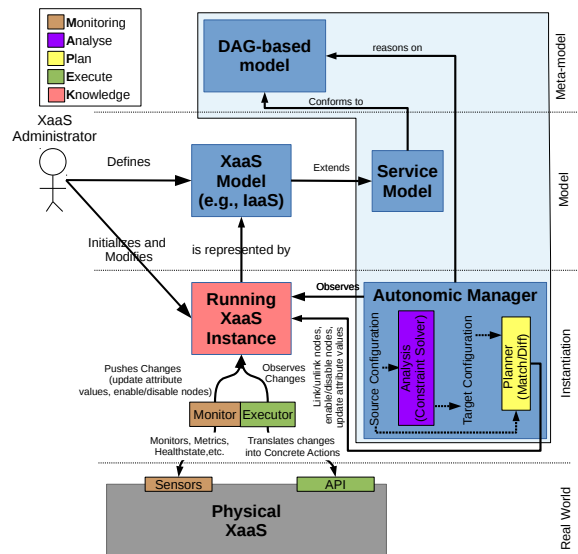 Monitoring
Analyse
Plan
Execute
Knowledge
DAG-based
model
reasons on
Meta-model
Conforms to
XaaS
Administrator
Defines
XaaS
Model
(e.g., IaaS)
Extends
Service
Model
Model
Initializes and
Modifies
is represented by
Observes
Running
XaaS
Instance
Autonomic Manager
Source Configuration
Analysis
(Constraint Solver)
Target Configuration
Planner
(Match/Diff)
Instantiation
Link/unlink nodes,
enable/disable nodes,
update attribute values
Pushes Changes
(update attribute
values, enable/disable nodes)
Observes
Changes
Monitor
Executor
Monitors, Metrics,
Healthstate,etc.
Translates changes
into Concrete Actions
Sensors
API
Physical
XaaS
Real World